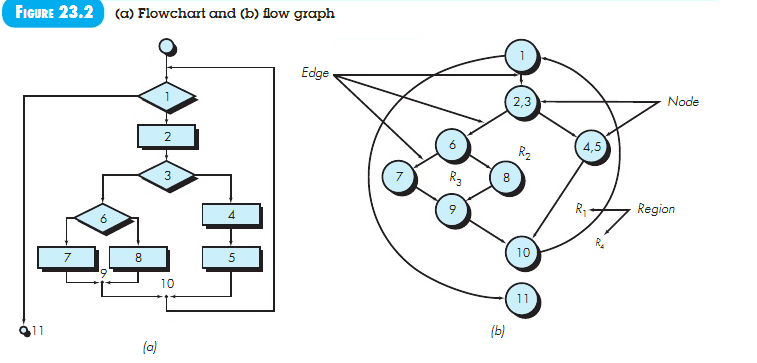 FIGURE 23.2 (a) Flowchart and (b) flow graph
1
2
3
6
4
7
8
5
9
10
11
(a)
Edge
1
2,3
Node
6
R2
4,5
7
R3
8
9
R1
Region
R4
10
11
(b)